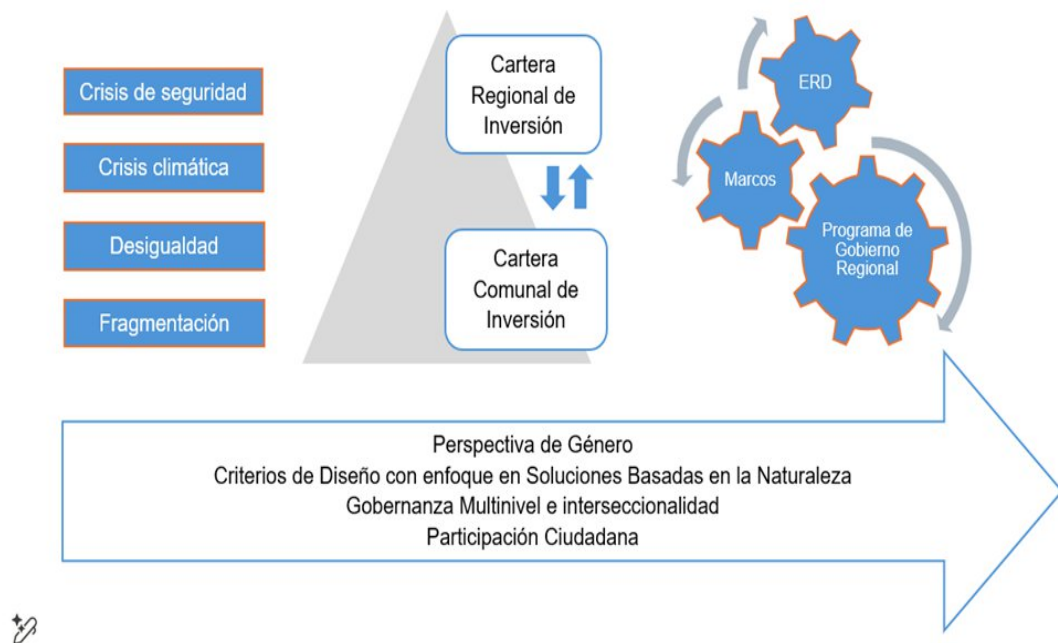 Crisis de seguridad
Crisis climática
Desigualdad
Fragmentación
Cartera
Regional de
Inversión
Cartera
Comunal de
Inversión
ERD
Marcos
Programa de
Gobierno
Regional
Perspectiva de Género
Criterios de Diseño con enfoque en Soluciones Basadas en la Naturaleza
Gobernanza Multinivel e interseccionalidad
Participación Ciudadana